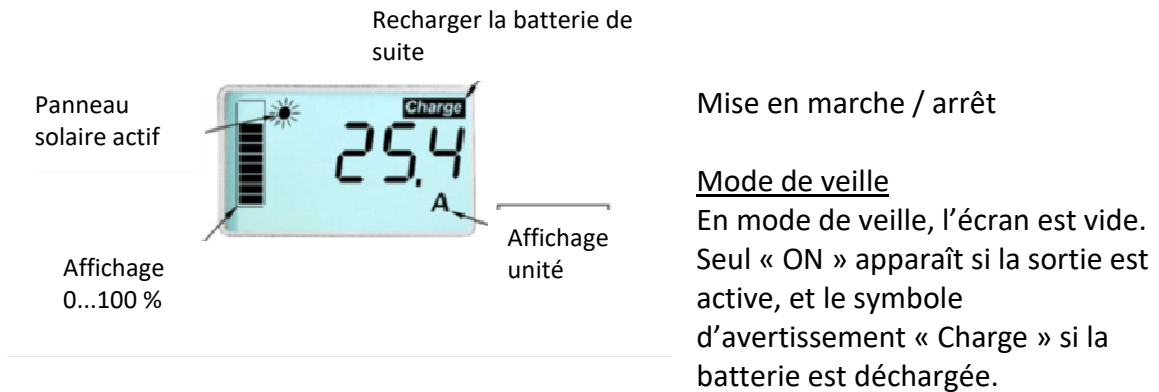 Recharger la batterie de
suite
Panneau
solaire actif
Charge
25,4
A
Affichage
unité
Affichage
0...100 %
Mise en marche / arrêt
Mode de veille
En mode de veille, l’écran est vide.
Seul « ON » apparaît si la sortie est
active, et le symbole
d’avertissement « Charge » si la
batterie est déchargée.